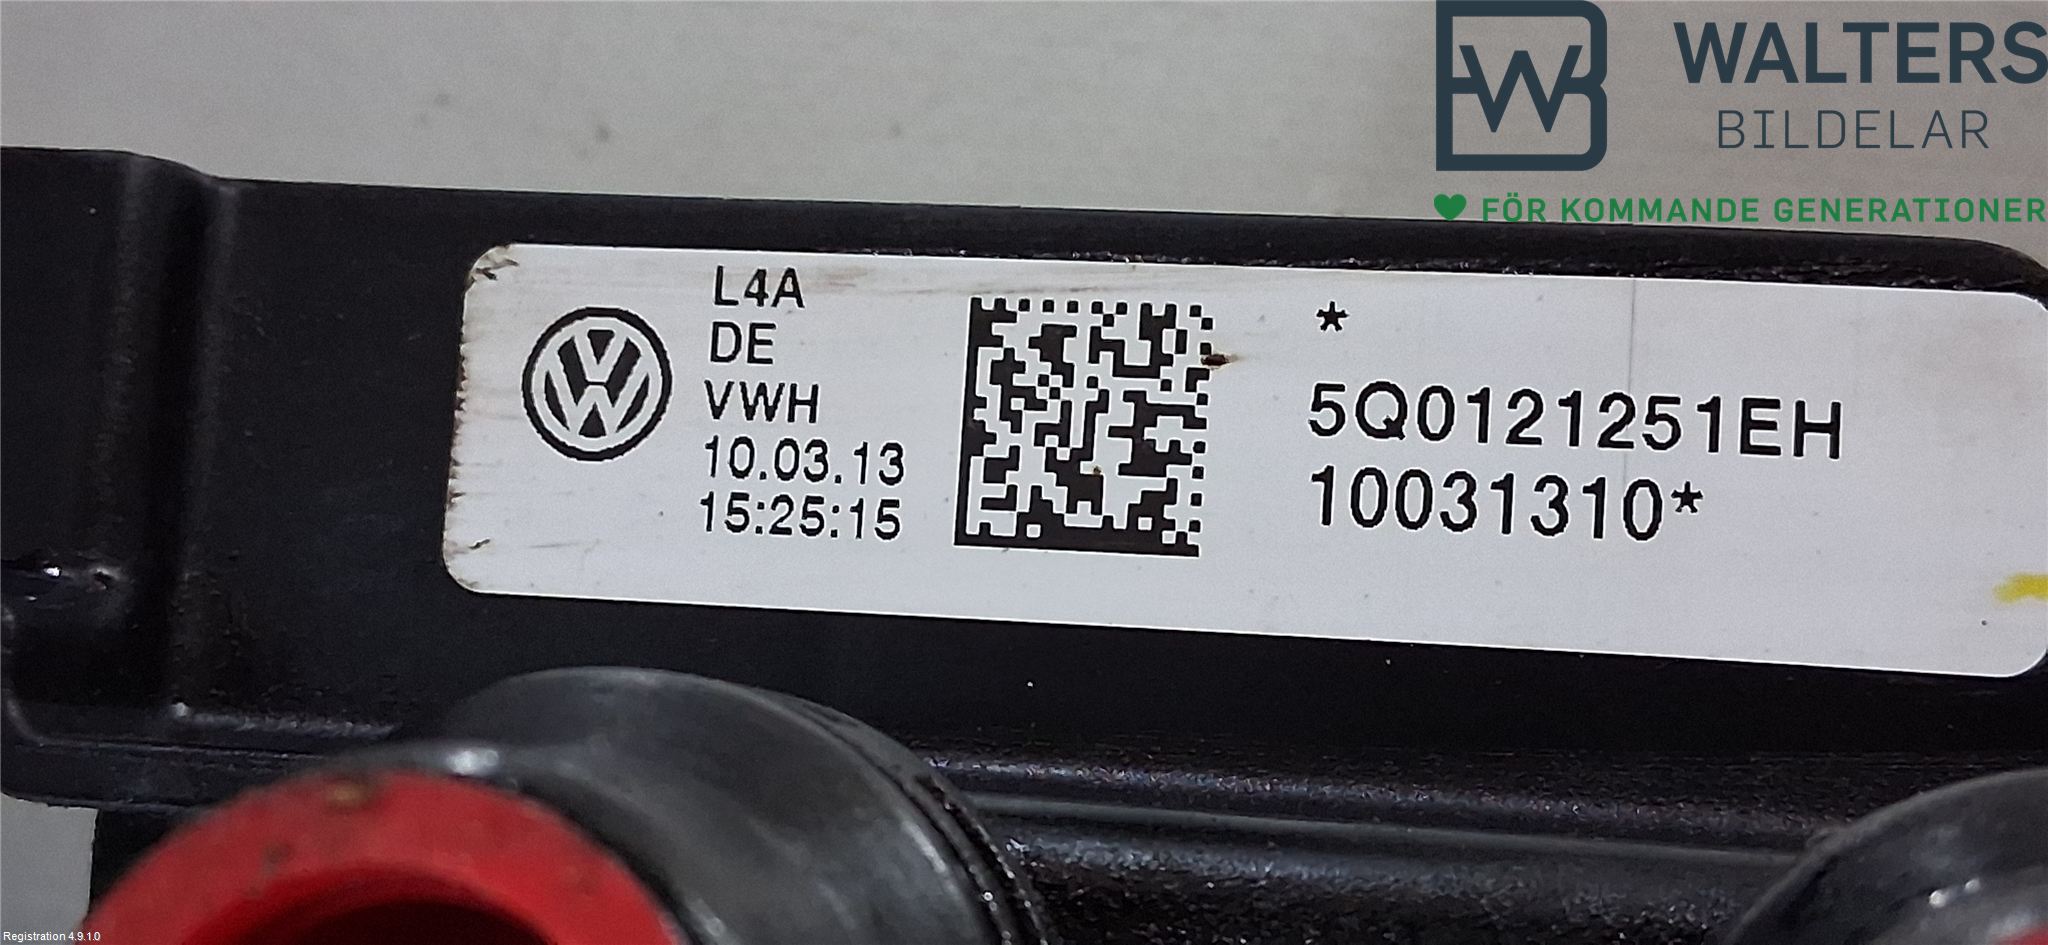 WALTERS
BILDELAR
FÖR KOMMANDE GENERATIONER
L4A
DE
VWH
10.03.13
15:25:15
*
5Q0121251EH
10031310*
Registration 4.9.1.0